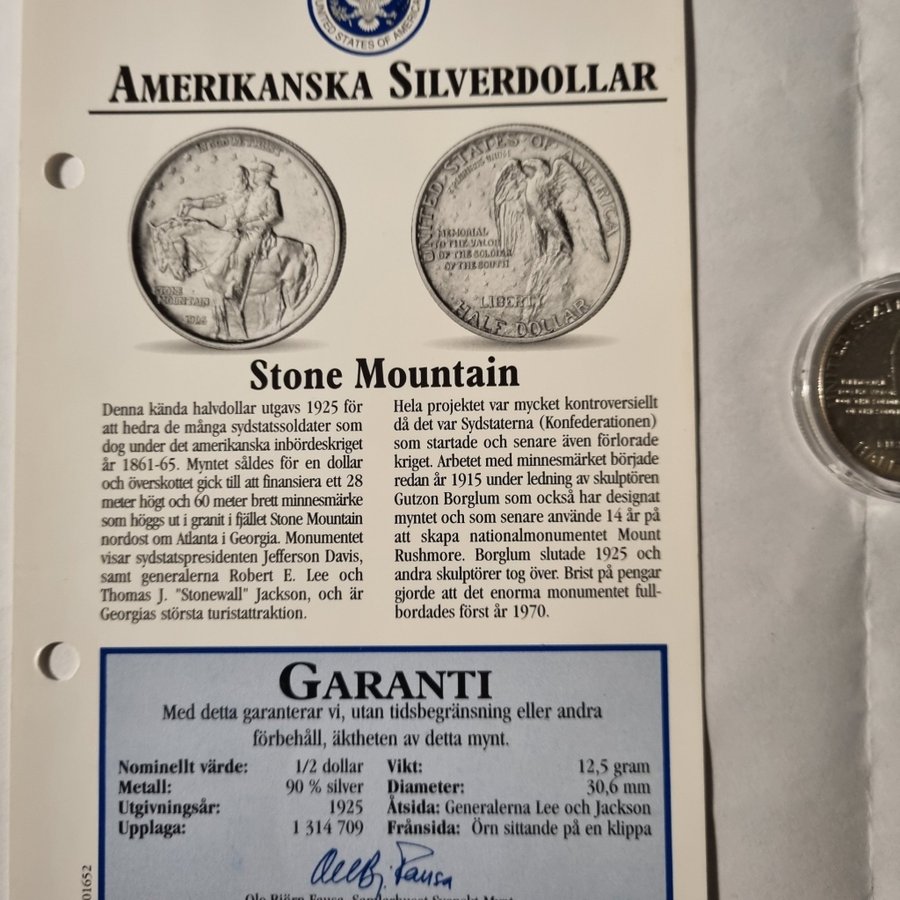 UNITED STATES OF AMERICA
AMERIKANSKA SILVERDOLLAR
IN GOD WE TRUST
STONE
MOUNTAIN
1925
UNITED STATES OF AMERICA
E PLURIBUS UNUM
MEMORIAL
TO THE VALOR
OF THE SOLDIER
OF THE SOUTH
LIBERTY
HALF DOLLAR
Stone Mountain
Denna kända halvdollar utgavs 1925 för
att hedra de många sydstatssoldater som
dog under det amerikanska inbördeskriget
år 1861-65. Myntet såldes för en dollar
och överskottet gick till att finansiera ett 28
meter högt och 60 meter brett minnesmärke
som höggs ut i granit i fjället Stone Mountain
nordost om Atlanta i Georgia. Monumentet
visar sydstatspresidenten Jefferson Davis,
samt generalerna Robert E. Lee och
Thomas J. "Stonewall" Jackson, och är
Georgias största turistattraktion.
Hela projektet var mycket kontroversiellt
då det var Sydstaterna (Konfederationen)
som startade och senare även förlorade
kriget. Arbetet med minnesmärket började
redan år 1915 under ledning av skulptören
Gutzon Borglum som också har designat
myntet och som senare använde 14 år på
att skapa nationalmonumentet Mount
Rushmore. Borglum slutade 1925 och
andra skulptörer tog över. Brist på pengar
gjorde att det enorma monumentet full-
bordades först år 1970.
GARANTI
Med detta garanterar vi, utan tidsbegränsning eller andra
förbehåll, äktheten av detta mynt.
Nominellt värde: 1/2 dollar
Metall: 90 % silver
Utgivningsår: 1925
Upplaga: 1 314 709
Vikt: 12,5 gram
Diameter: 30,6 mm
Åtsida: Generalerna Lee och Jackson
Frånsida: Örn sittande på en klippa
01652